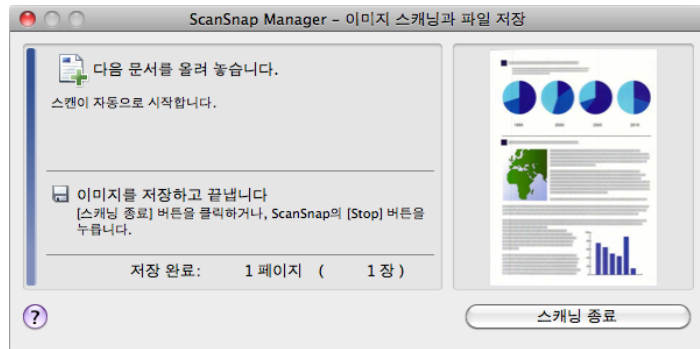 ScanSnap Manager – 이미지 스캐닝과 파일 저장
다음 문서를 올려 놓습니다.
스캔이 자동으로 시작합니다.
이미지를 저장하고 끝냅니다
[스캐닝 종료] 버튼을 클릭하거나, ScanSnap의 [Stop] 버튼을
누릅니다.
저장 완료: 1 페이지 ( 1 장 )
?
스캐닝 종료